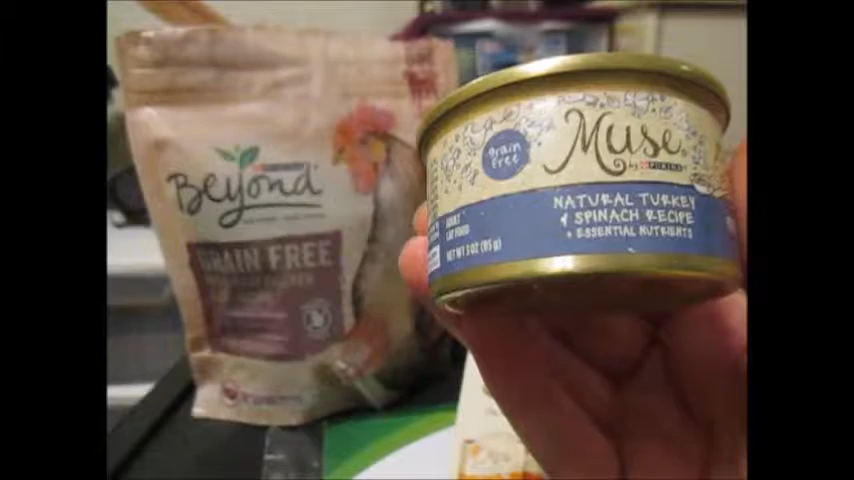 Beyond
GRAIN FREE
Grain
Free
Muse
by PURINA
NATURAL TURKEY
& SPINACH RECIPE
+ ESSENTIAL NUTRIENTS
ADULT
CAT FOOD
NET WT 3 OZ (85 g)